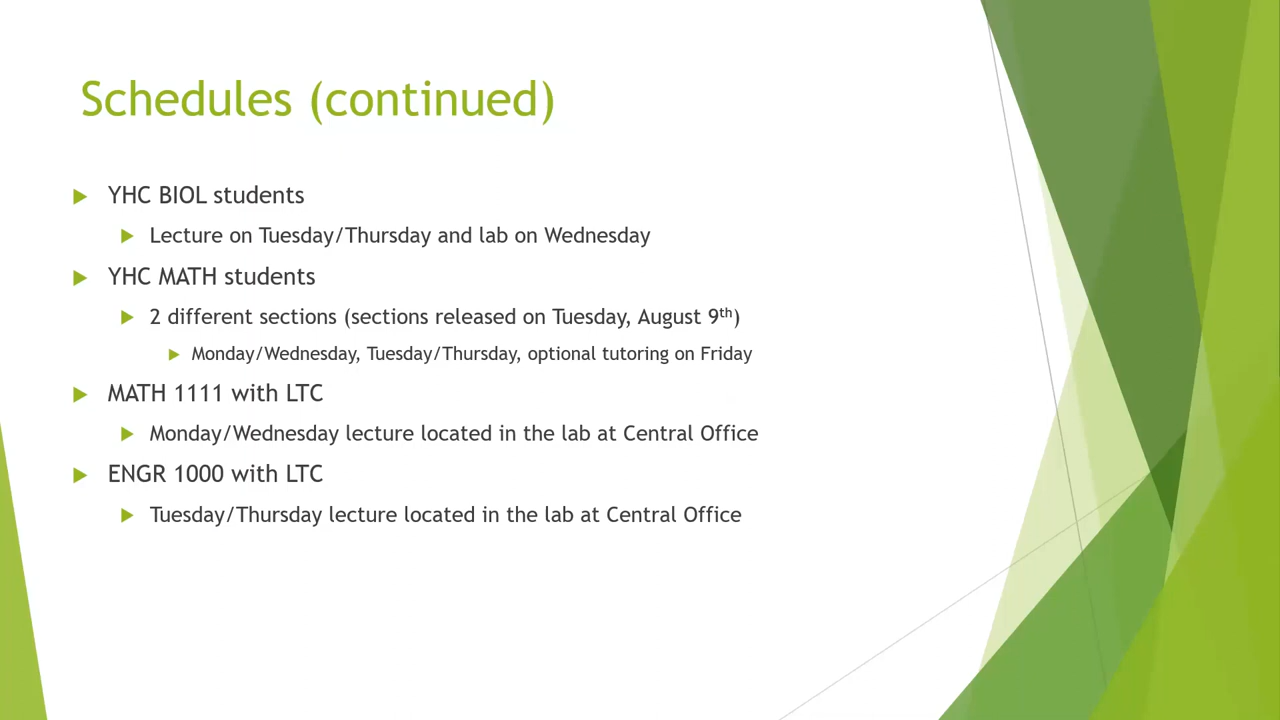 Schedules (continued)
YHC BIOL students
Lecture on Tuesday/Thursday and lab on Wednesday
YHC MATH students
2 different sections (sections released on Tuesday, August 9th)
Monday/Wednesday, Tuesday/Thursday, optional tutoring on Friday
MATH 1111 with LTC
Monday/Wednesday lecture located in the lab at Central Office
ENGR 1000 with LTC
Tuesday/Thursday lecture located in the lab at Central Office